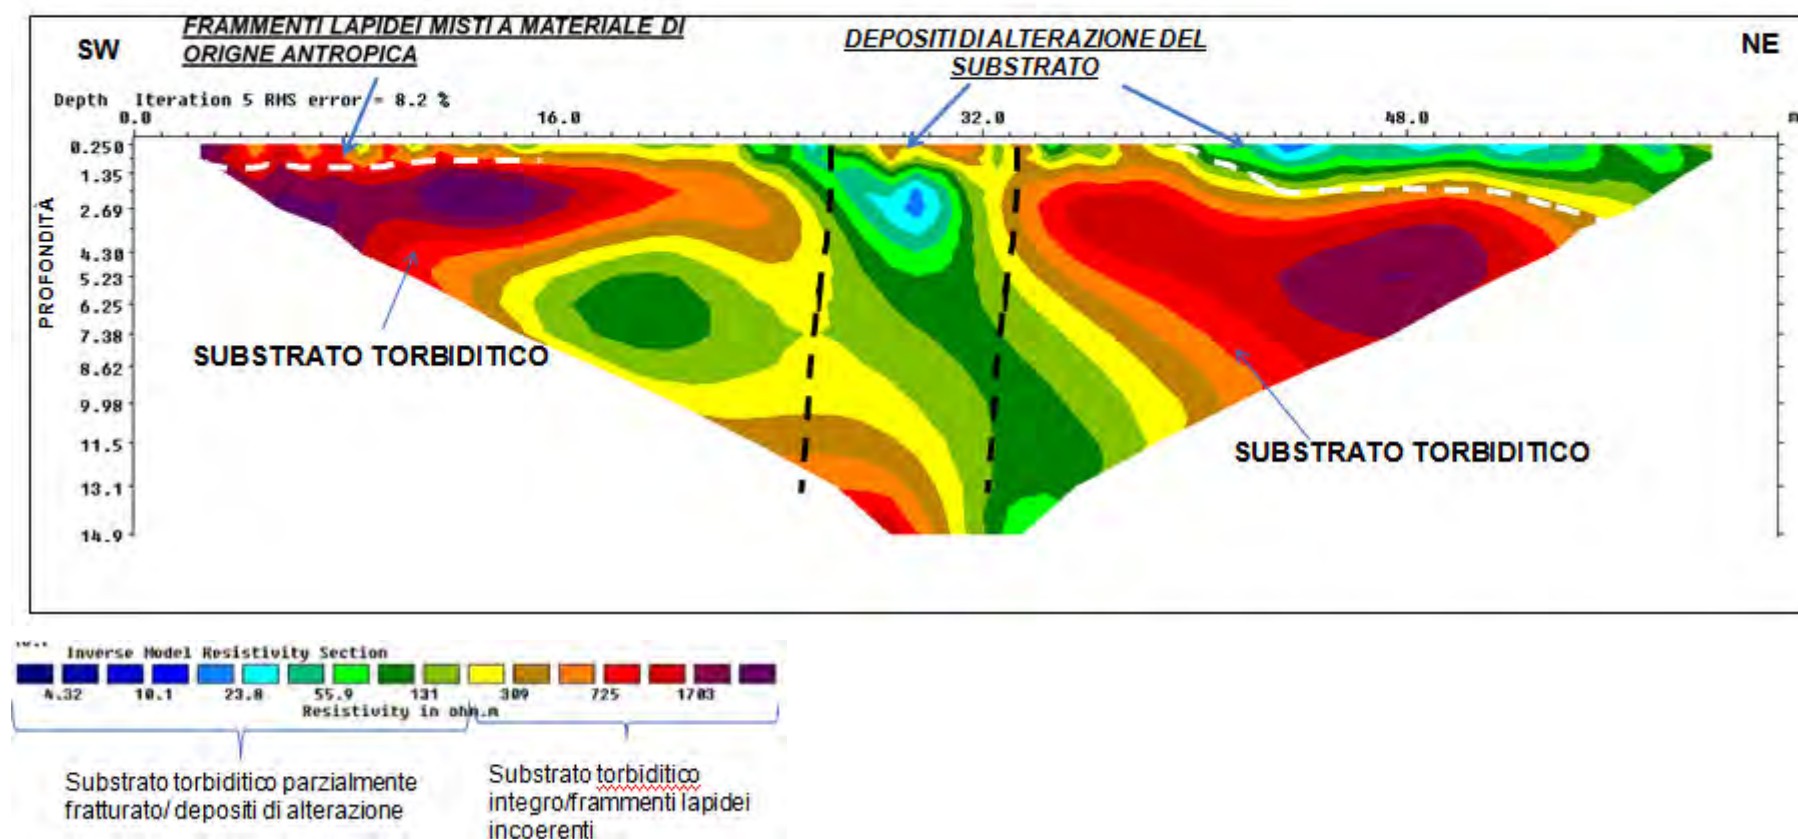 FRAMMENTI LAPIDEI MISTI A MATERIALE DI
ORIGNE ANTROPICA
SW
DEPOSITI DI ALTERAZIONE DEL
SUBSTRATO
NE
Depth Iteration 5 RMS error = 8.2 %
0.0 16.0 32.0 48.0 m
PROFONDITÀ
0.250
1.35
2.69
4.30
5.23
6.25
7.38
8.62
9.98
11.5
13.1
14.9
SUBSTRATO TORBIDITICO
SUBSTRATO TORBIDITICO
Inverse Model Resistivity Section
4.32 10.1 23.8 55.9 131 309 725 1703
Resistivity in ohm.m
Substrato torbiditico parzialmente
fratturato/ depositi di alterazione
Substrato torbiditico
integro/frammenti lapidei
incoerenti